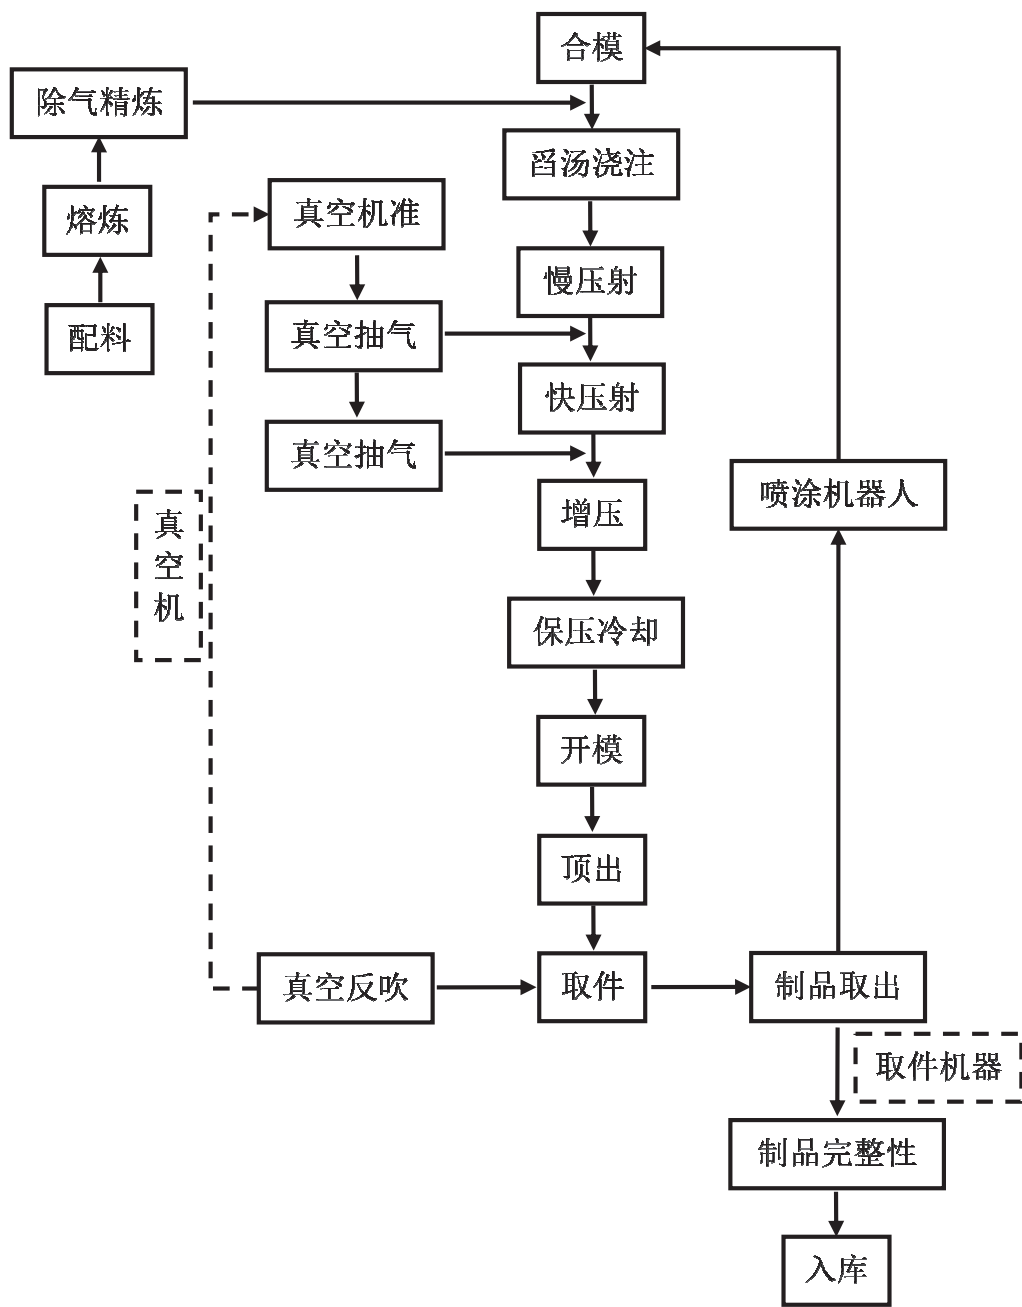 合模
除气精炼
舀汤浇注
熔炼
真空机准
慢压射
配料
真空抽气
快压射
真空抽气
喷涂机器人
增压
真
空
机
保压冷却
开模
顶出
真空反吹
取件
制品取出
取件机器
制品完整性
入库